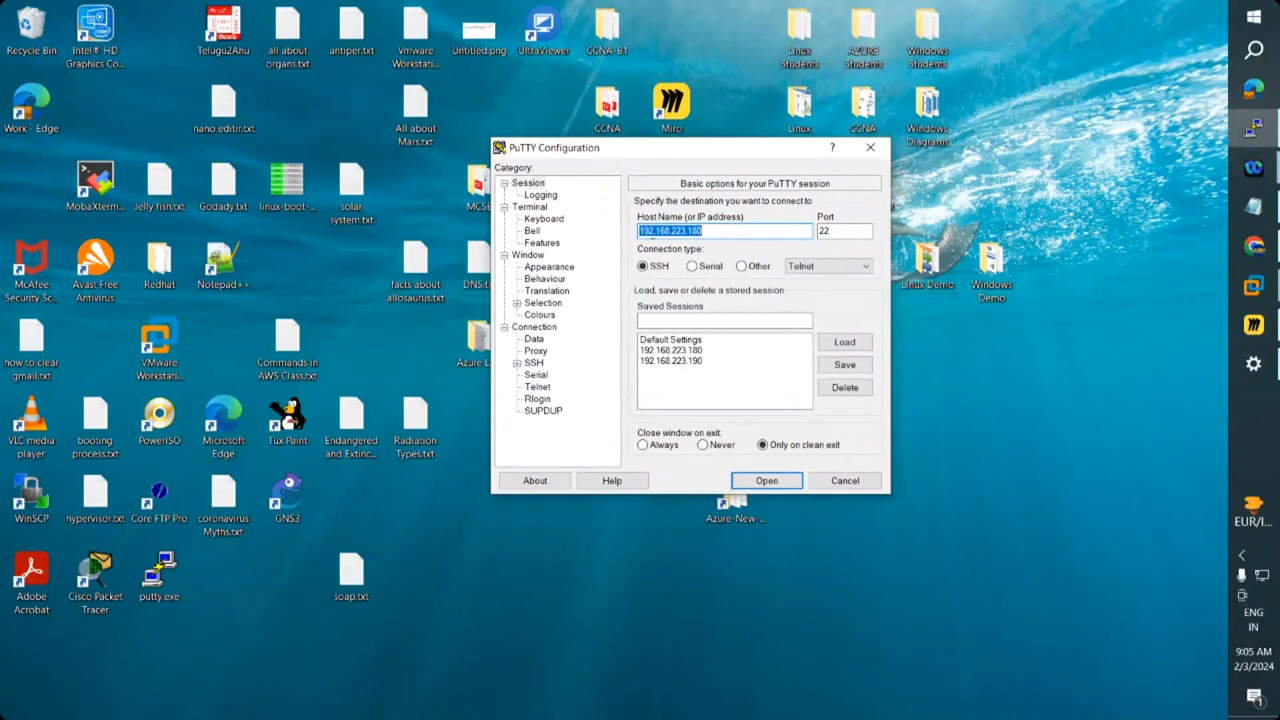 Recycle Bin
Intel® HD
Graphics Co...
Telugu2Anu
all about
organs.txt
antiper.txt
Vmware
Workstati...
Untitled.png
UltraViewer
CCNA-B1
Linux
Students
AZURE
Students
Windows
Students
Work - Edge
nano editir.txt
All about
Mars.txt
CCNA
Miro
Linux
CCNA
Windows
Diagrams
MobaXterm...
Jelly fish.txt
Godady.txt
linux-boot-...
solar
system.txt
MCSE
McAfee
Security Sc...
Avast Free
Antivirus
Redhat
Notepad++
facts about
allosaurus.txt
DNS.t
Linux Demo
Windows
Demo
how to clear
gmail.txt
VMware
Workstati...
Commands in
AWS Class.txt
Azure L
VLC media
player
booting
process.txt
PowerISO
Microsoft
Edge
Tux Paint
Endangered
and Extinc...
Radiation
Types.txt
WinSCP
hypervisor.txt
Core FTP Pro
coronavirus
Myths.txt
GNS3
Azure-New-...
Adobe
Acrobat
Cisco Packet
Tracer
putty.exe
soap.txt
PuTTY Configuration
?
Category:
Session
Logging
Terminal
Keyboard
Bell
Features
Window
Appearance
Behaviour
Translation
Selection
Colours
Connection
Data
Proxy
SSH
Serial
Telnet
Rlogin
SUPDUP
Basic options for your PuTTY session
Specify the destination you want to connect to
Host Name (or IP address) Port
192.168.223.180 22
Connection type:
SSH Serial Other Telnet
Load, save or delete a stored session
Saved Sessions
Default Settings
192.168.223.180
192.168.223.190
Load
Save
Delete
Close window on exit:
Always Never Only on clean exit
About Help Open Cancel
EUR/I...
ENG
IN
9:05 AM
2/3/2024
1